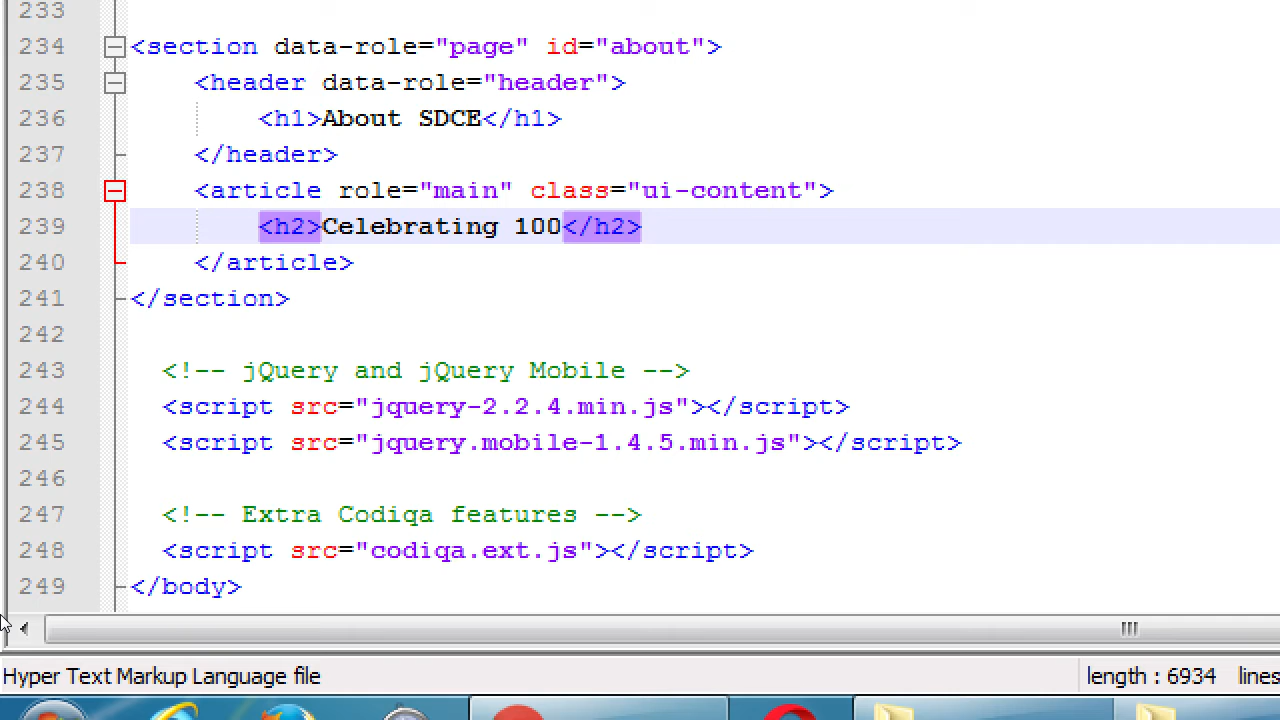 233
234 <section data-role="page" id="about">
235 <header data-role="header">
236 <h1>About SDCE</h1>
237 </header>
238 <article role="main" class="ui-content">
239 <h2>Celebrating 100</h2>
240 </article>
241 </section>
242
243 <!-- jQuery and jQuery Mobile -->
244 <script src="jquery-2.2.4.min.js"></script>
245 <script src="jquery.mobile-1.4.5.min.js"></script>
246
247 <!-- Extra Codiqa features -->
248 <script src="codiqa.ext.js"></script>
249 </body>
Hyper Text Markup Language file length : 6934 lines